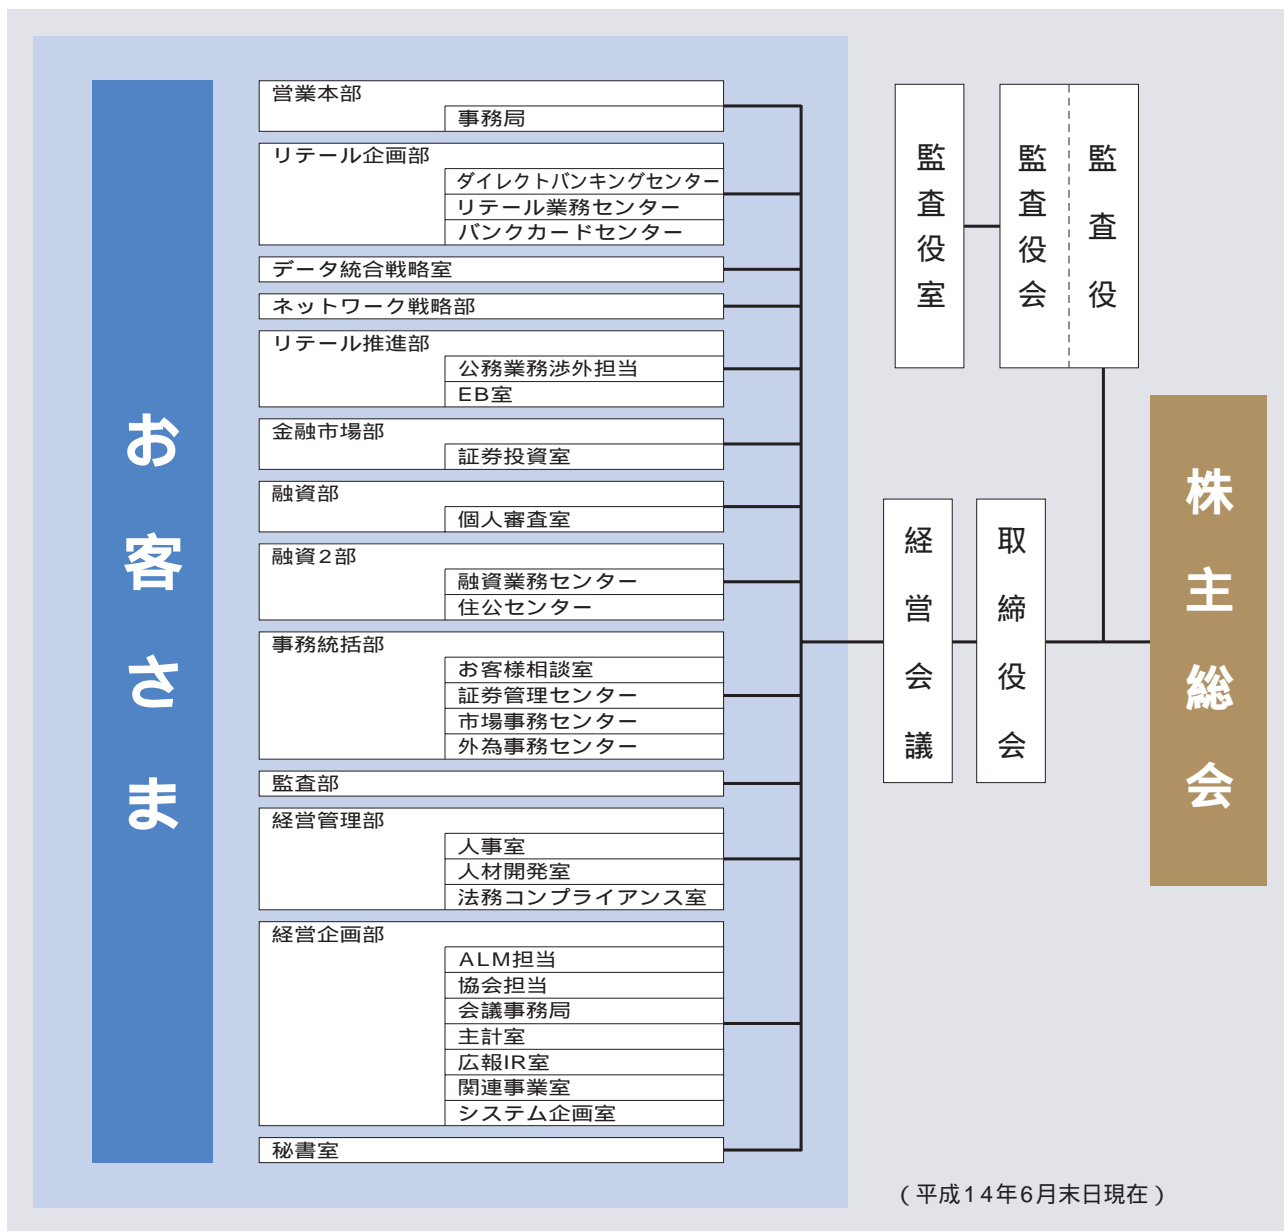 お客さま
営業本部
事務局
リテール企画部
ダイレクトバンキングセンター
リテール業務センター
バンクカードセンター
データ統合戦略室
ネットワーク戦略部
リテール推進部
公務業務渉外担当
EB室
金融市場部
証券投資室
融資部
個人審査室
融資2部
融資業務センター
住公センター
事務統括部
お客様相談室
証券管理センター
市場事務センター
外為事務センター
監査部
経営管理部
人事室
人材開発室
法務コンプライアンス室
経営企画部
ALM担当
協会担当
会議事務局
主計室
広報IR室
関連事業室
システム企画室
秘書室
監査役室
監査役会
監査役
経営会議
取締役会
株主総会
（平成14年6月末日現在）